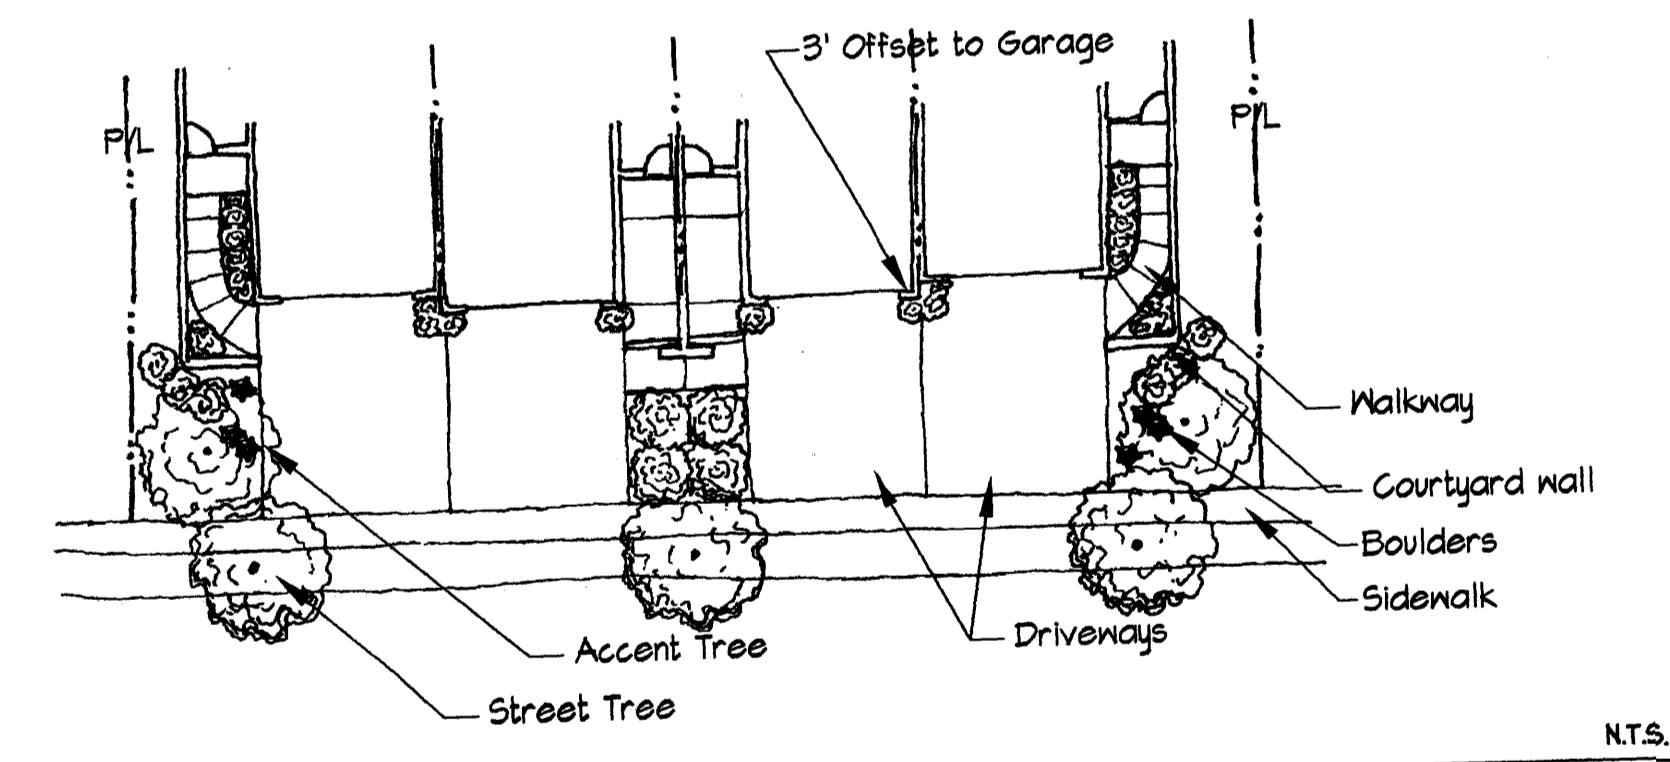 3' Offset to Garage
P/L
P/L
Walkway
Courtyard wall
Boulders
Sidewalk
Driveways
Accent Tree
Street Tree
N.T.S.